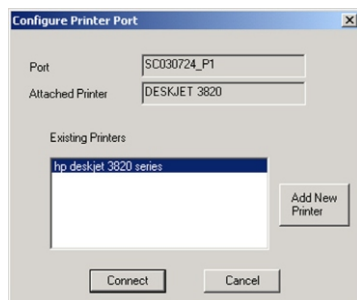 Configure Printer Port
Port
SC030724_P1
Attached Printer
DESKJET 3820
Existing Printers
hp deskjet 3820 series
Add New
Printer
Connect
Cancel